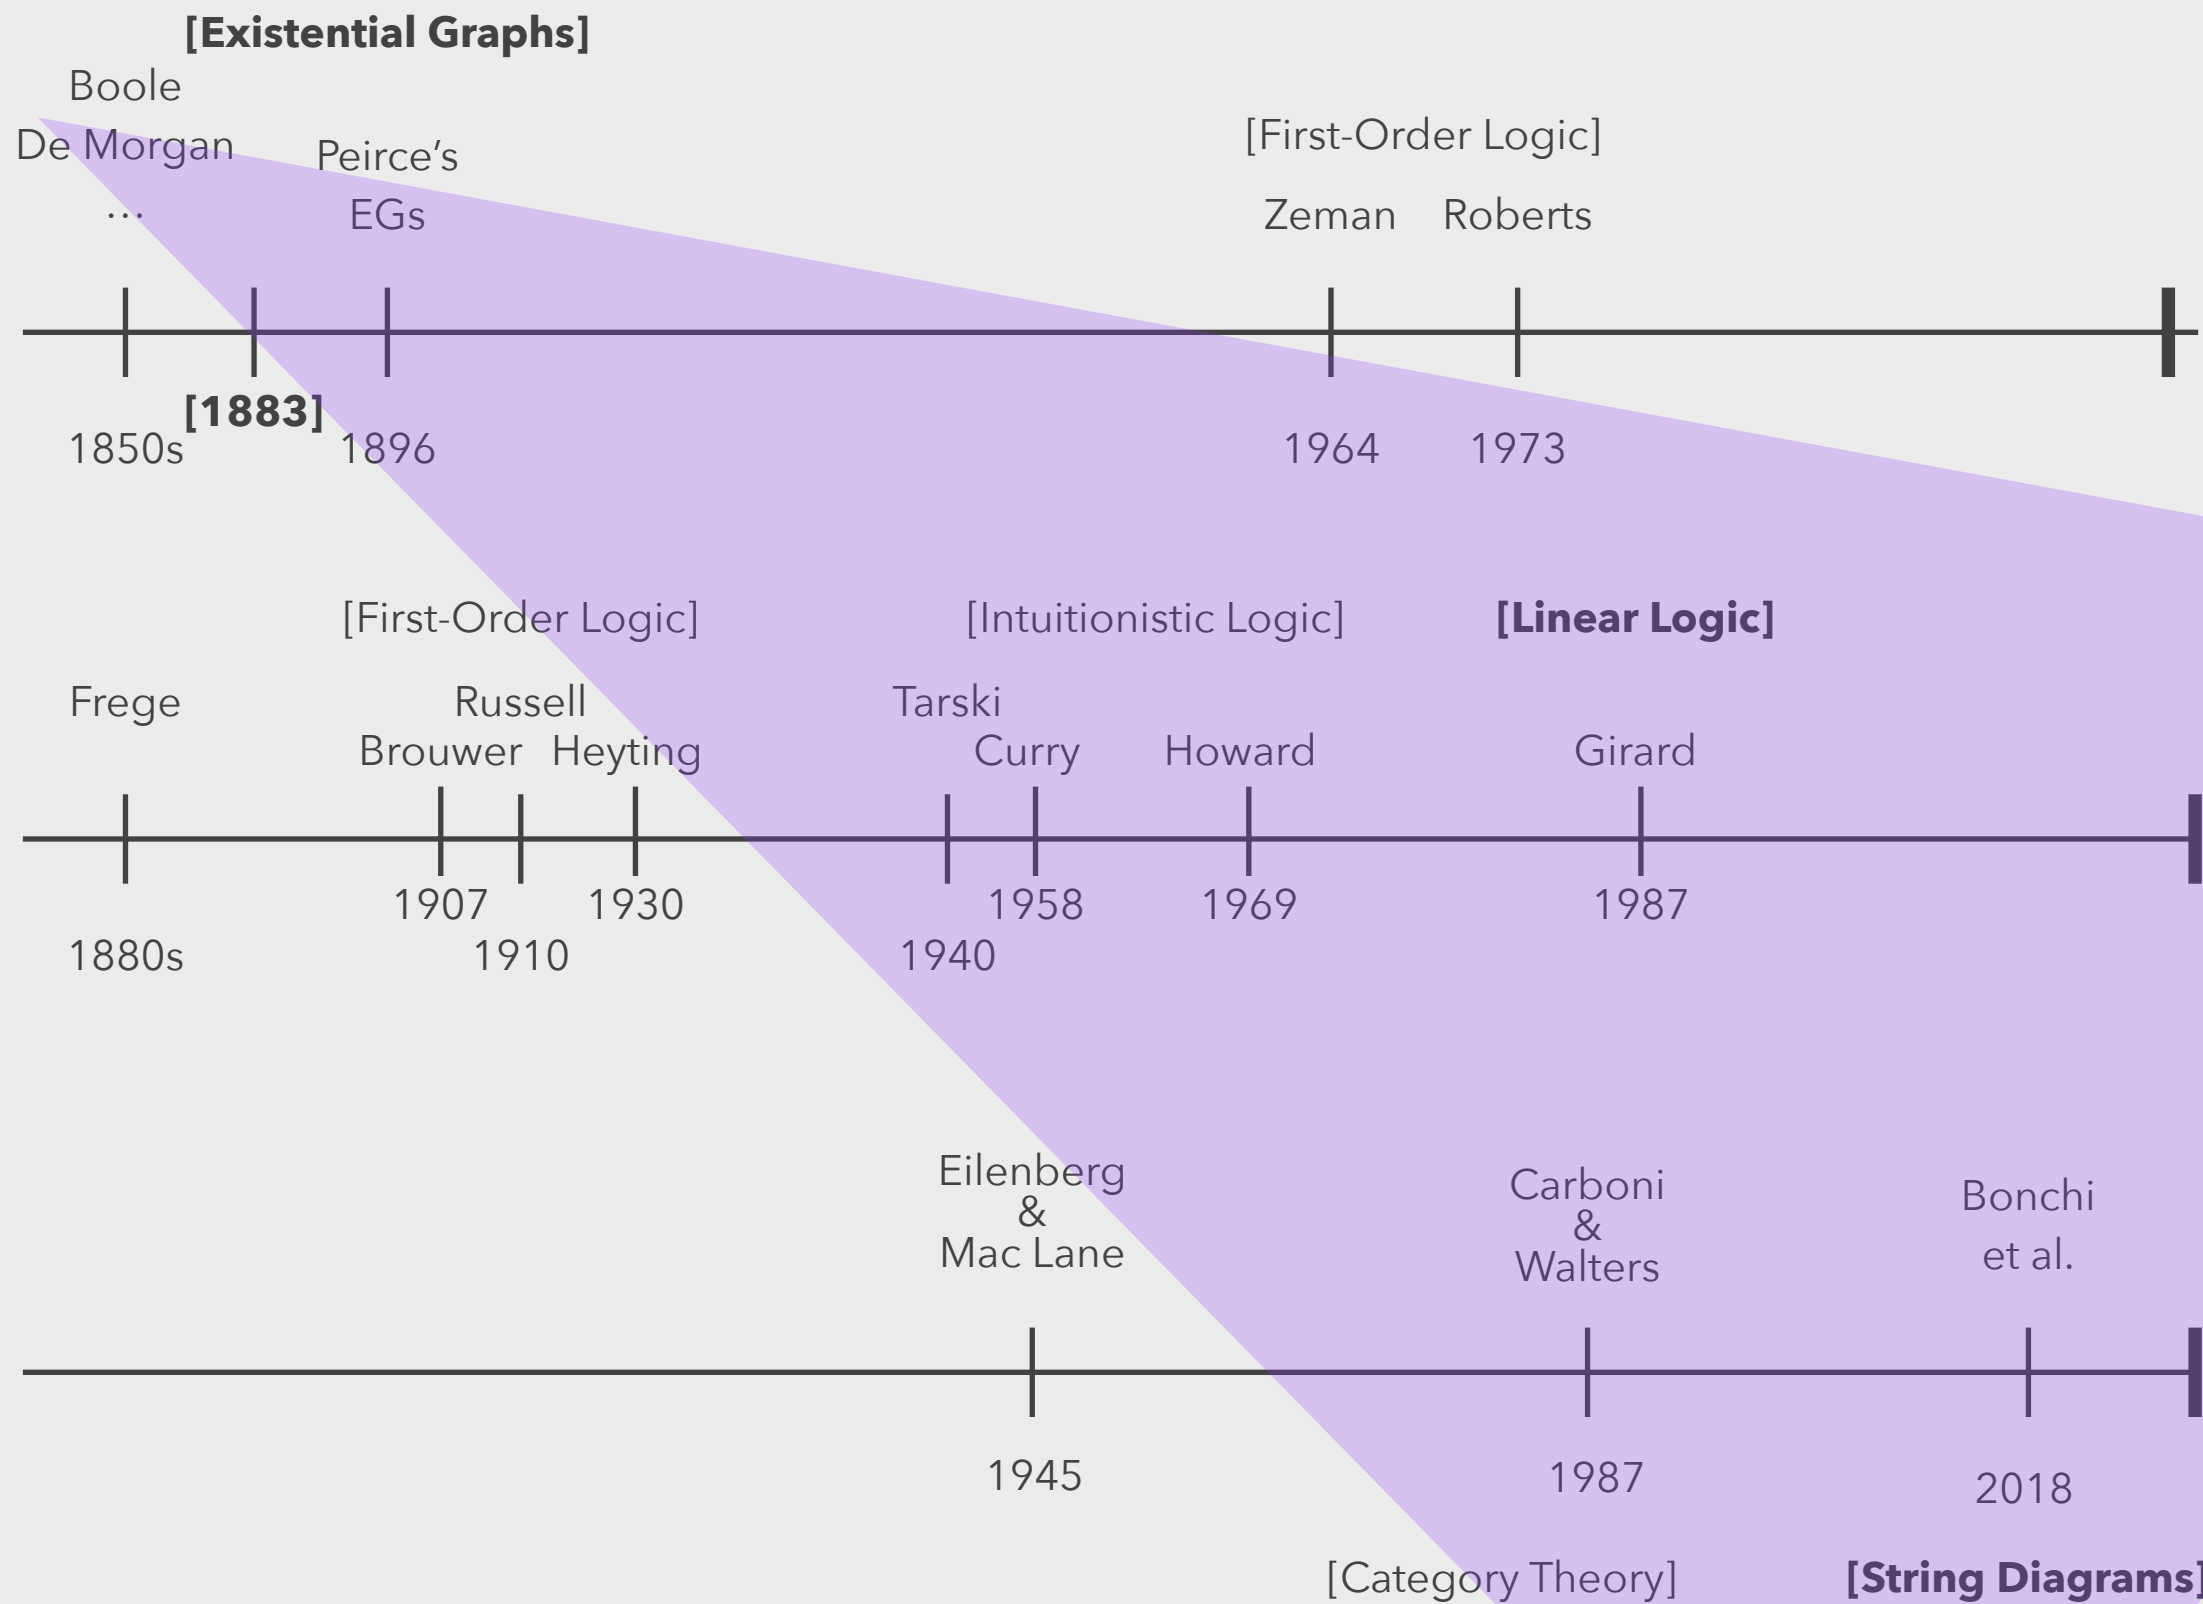 [Existential Graphs]
Boole
De Morgan
…
Peirce’s
EGs
[First-Order Logic]
Zeman Roberts
[1883]
1850s 1896 1964 1973
[First-Order Logic] [Intuitionistic Logic] [Linear Logic]
Frege Russell Tarski
Brouwer Heyting Curry Howard Girard
1907 1930 1958 1969 1987
1880s 1910 1940
Eilenberg
&
Mac Lane
Carboni
&
Walters
Bonchi
et al.
1945 1987 2018
[Category Theory] [String Diagrams]